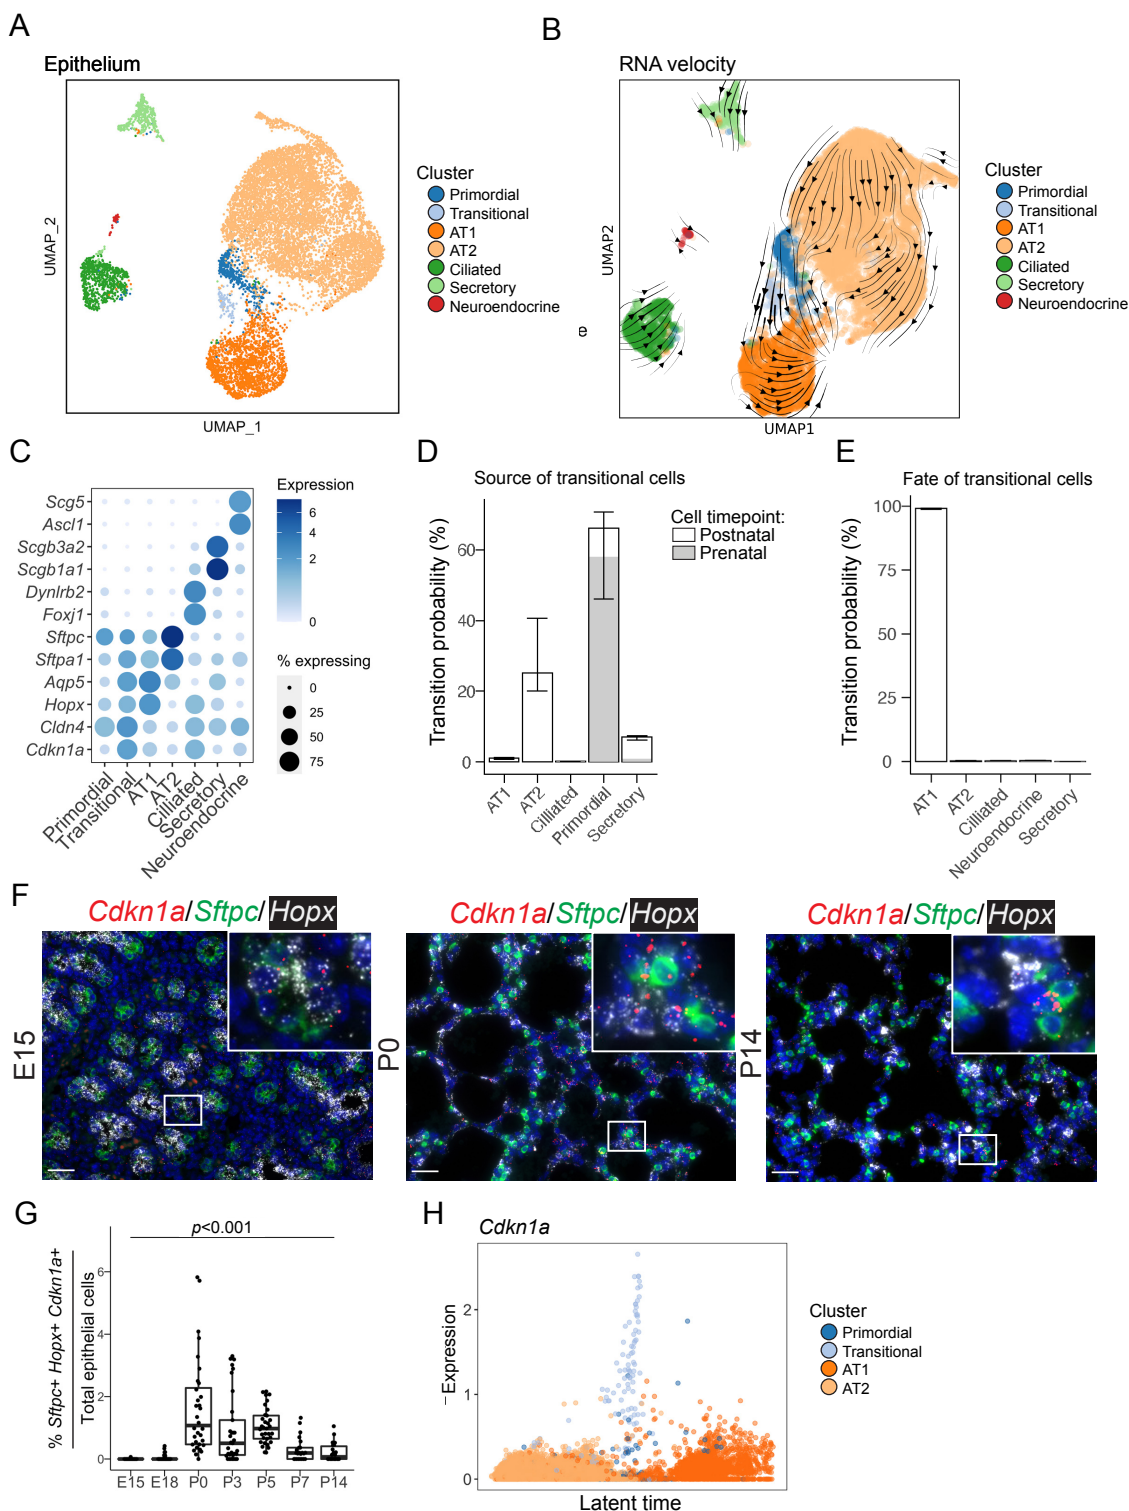 A
Epithelium
UMAP_2
UMAP_1
Cluster
Primordial
Transitional
AT1
AT2
Ciliated
Secretory
Neuroendocrine
B
RNA velocity
UMAP2
UMAP1
e
Cluster
Primordial
Transitional
AT1
AT2
Ciliated
Secretory
Neuroendocrine
C
Scg5
Ascl1
Scgb3a2
Scgb1a1
Dynlrb2
Foxj1
Sftpc
Sftpa1
Aqp5
Hopx
Cldn4
Cdkn1a
Primordial
Transitional
AT1
AT2
Cilliated
Secretory
Neuroendocrine
Expression
6
4
2
0
% expressing
0
25
50
75
D
Source of transitional cells
Transition probability (%)
60
40
20
0
AT1
AT2
Cilliated
Primordial
Secretory
Cell timepoint:
Postnatal
Prenatal
E
Fate of transitional cells
Transition probability (%)
100
75
50
25
0
AT1
AT2
Cilliated
Neuroendocrine
Secretory
F
Cdkn1a/Sftpc/Hopx
E15
Cdkn1a/Sftpc/Hopx
P0
Cdkn1a/Sftpc/Hopx
P14
G
p<0.001
% Sftpc+ Hopx+ Cdkn1a+
Total epithelial cells
6
4
2
0
E15 E18 P0 P3 P5 P7 P14
H
Cdkn1a
Expression
2
1
0
Latent time
Cluster
Primordial
Transitional
AT1
AT2